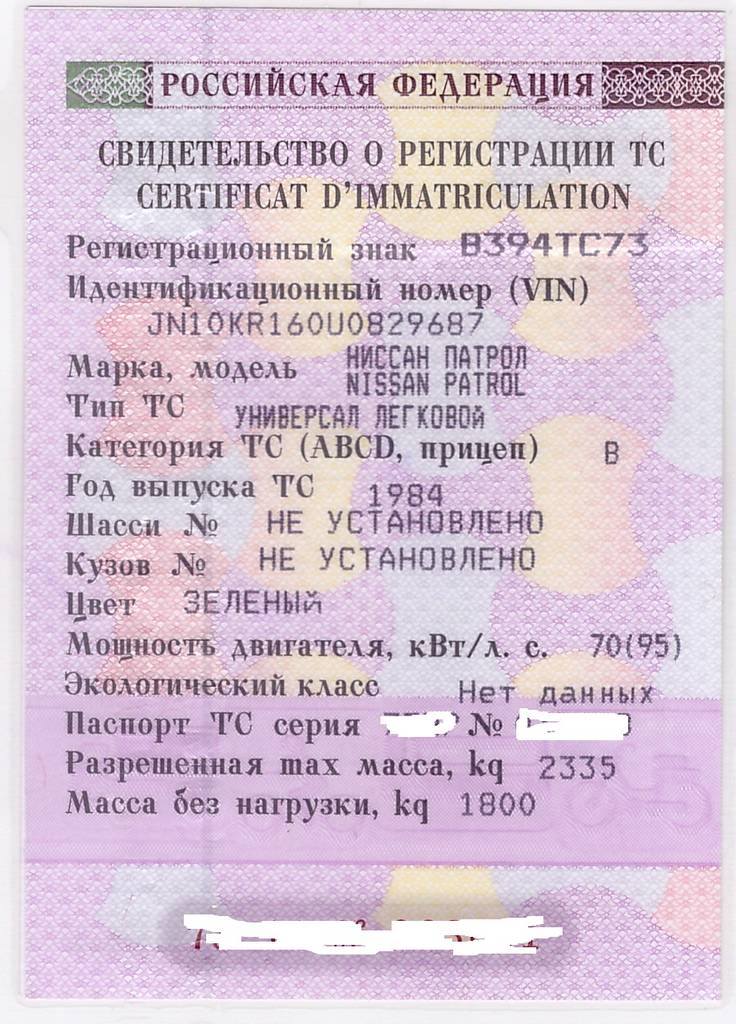 РОССИЙСКАЯ ФЕДЕРАЦИЯ
СВИДЕТЕЛЬСТВО О РЕГИСТРАЦИИ ТС
CERTIFICAT D'IMMATRICULATION
Регистрационный знак В394ТС73
Идентификационный номер (VIN)
JN10KR160U0829687
Марка, модель НИССАН ПАТРОЛ
NISSAN PATROL
Тип ТС УНИВЕРСАЛ ЛЕГКОВОЙ
Категория ТС (ABCD, прицеп) B
Год выпуска ТС 1984
Шасси № НЕ УСТАНОВЛЕНО
Кузов № НЕ УСТАНОВЛЕНО
Цвет ЗЕЛЕНЫЙ
Мощность двигателя, кВт/л. с. 70(95)
Экологический класс Нет данных
Паспорт ТС серия №
Разрешенная max масса, kq 2335
Масса без нагрузки, kq 1800